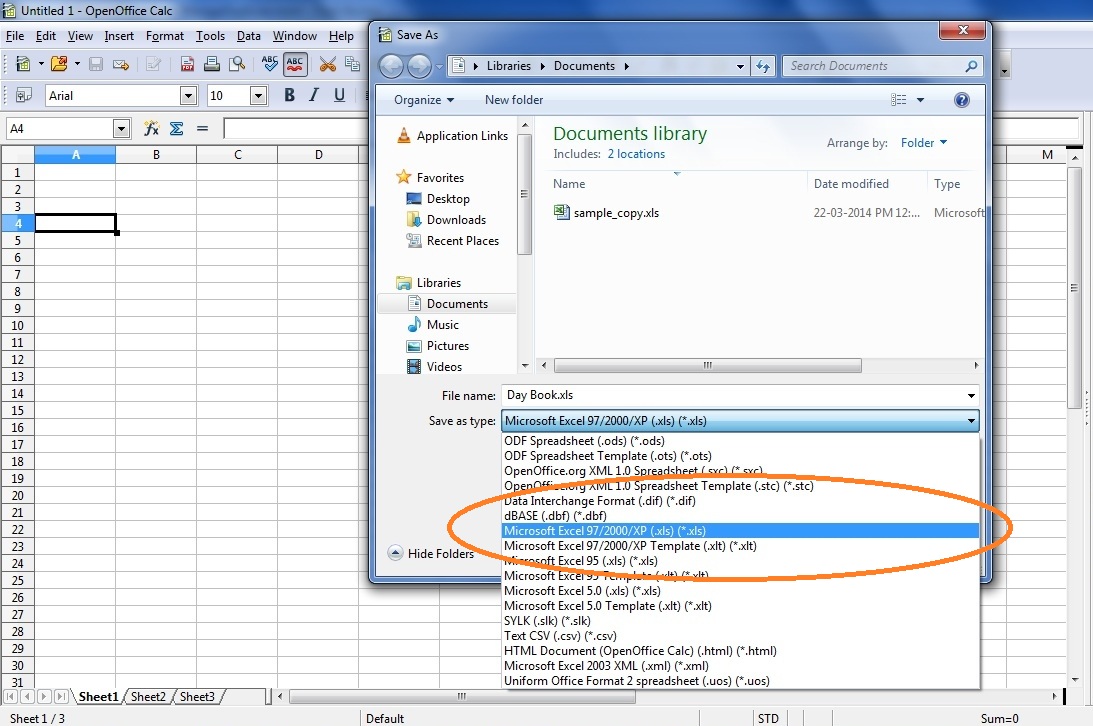 Untitled 1 - OpenOffice Calc
File Edit View Insert Format Tools Data Window Help
Arial 10 B I U
A4
A B C D M
1
2
3
4
5
6
7
8
9
10
11
12
13
14
15
16
17
18
19
20
21
22
23
24
25
26
27
28
29
30
31
Sheet1 Sheet2 Sheet3
Sheet 1 / 3 Default STD Sum=0
Save As
Libraries Documents Search Documents
Organize New folder
Application Links
Favorites
Desktop
Downloads
Recent Places
Libraries
Documents
Music
Pictures
Videos
Documents library
Includes: 2 locations
Arrange by: Folder
Name Date modified Type
sample_copy.xls 22-03-2014 PM 12:... Microsoft
File name: Day Book.xls
Save as type: Microsoft Excel 97/2000/XP (.xls) (*.xls)
ODF Spreadsheet (.ods) (*.ods)
ODF Spreadsheet Template (.ots) (*.ots)
OpenOffice.org XML 1.0 Spreadsheet (.sxc) (*.sxc)
OpenOffice.org XML 1.0 Spreadsheet Template (.stc) (*.stc)
Data Interchange Format (.dif) (*.dif)
dBASE (.dbf) (*.dbf)
Microsoft Excel 97/2000/XP (.xls) (*.xls)
Microsoft Excel 97/2000/XP Template (.xlt) (*.xlt)
Microsoft Excel 95 (.xls) (*.xls)
Microsoft Excel 95 Template (.xlt) (*.xlt)
Microsoft Excel 5.0 (.xls) (*.xls)
Microsoft Excel 5.0 Template (.xlt) (*.xlt)
SYLK (.slk) (*.slk)
Text CSV (.csv) (*.csv)
HTML Document (OpenOffice Calc) (.html) (*.html)
Microsoft Excel 2003 XML (.xml) (*.xml)
Uniform Office Format 2 spreadsheet (.uos) (*.uos)
Hide Folders